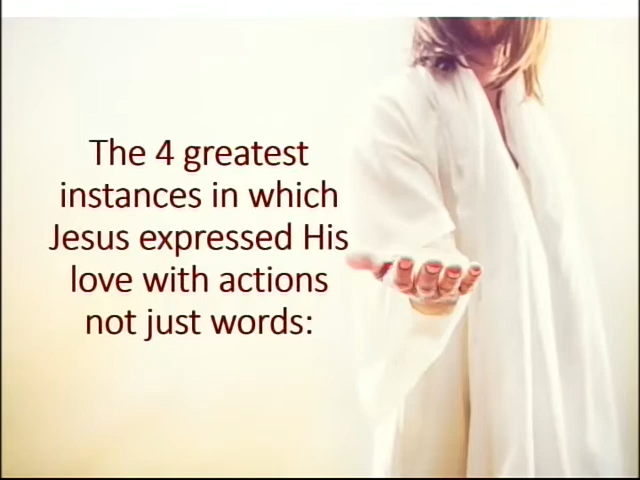 The 4 greatest
instances in which
Jesus expressed His
love with actions
not just words: